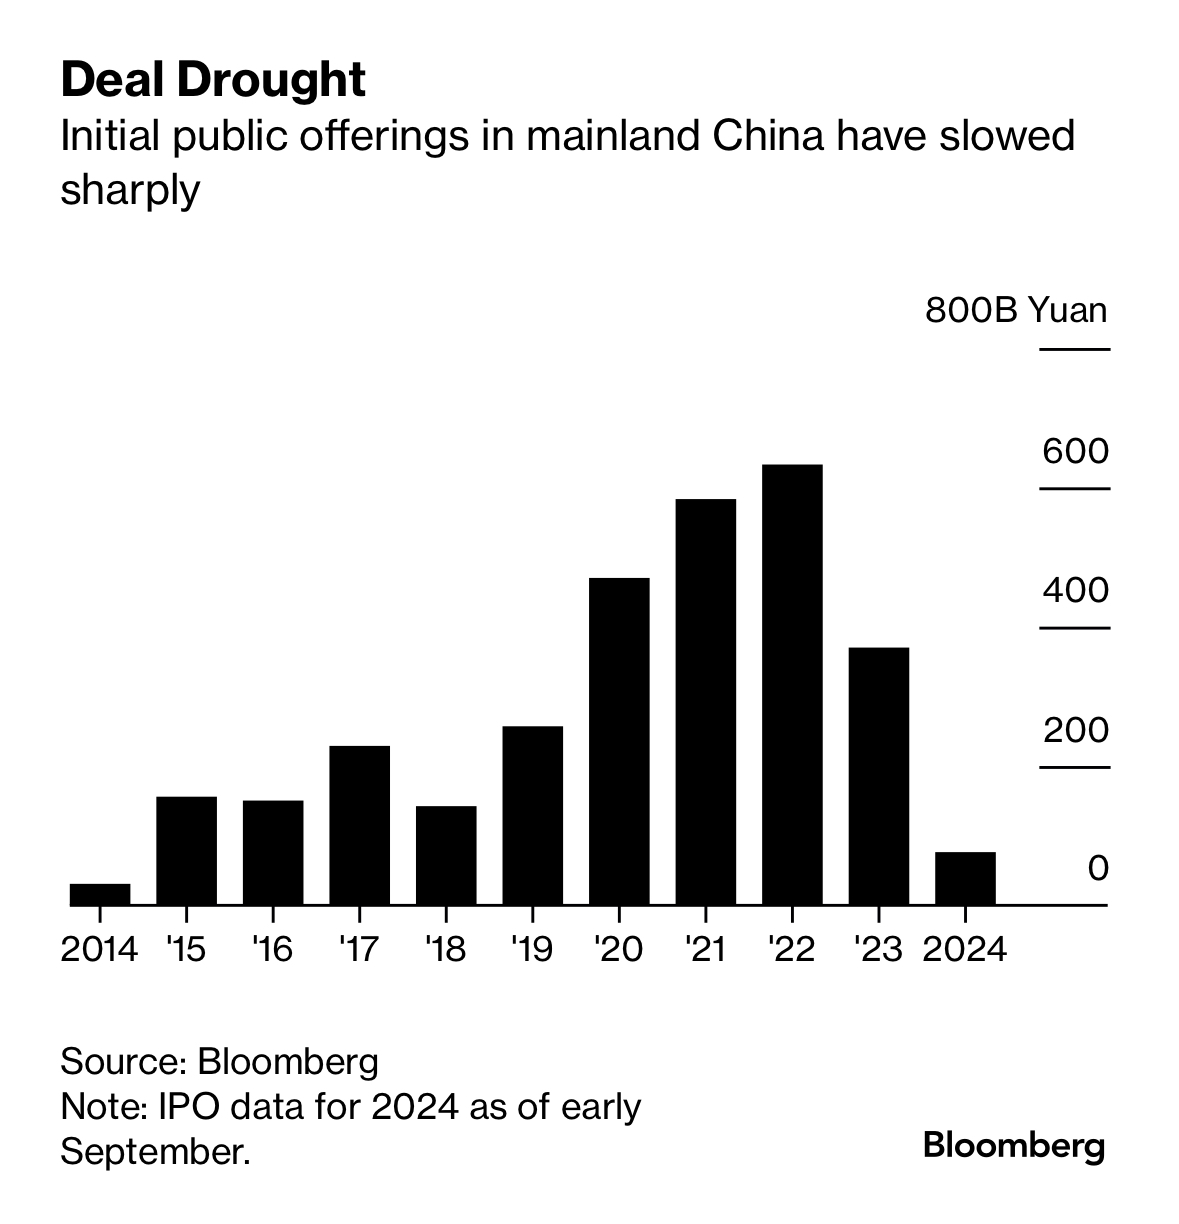 Deal Drought
Initial public offerings in mainland China have slowed
sharply
800B Yuan
600
400
200
0
2014 '15 '16 '17 '18 '19 '20 '21 '22 '23 2024
Source: Bloomberg
Note: IPO data for 2024 as of early
September.
Bloomberg